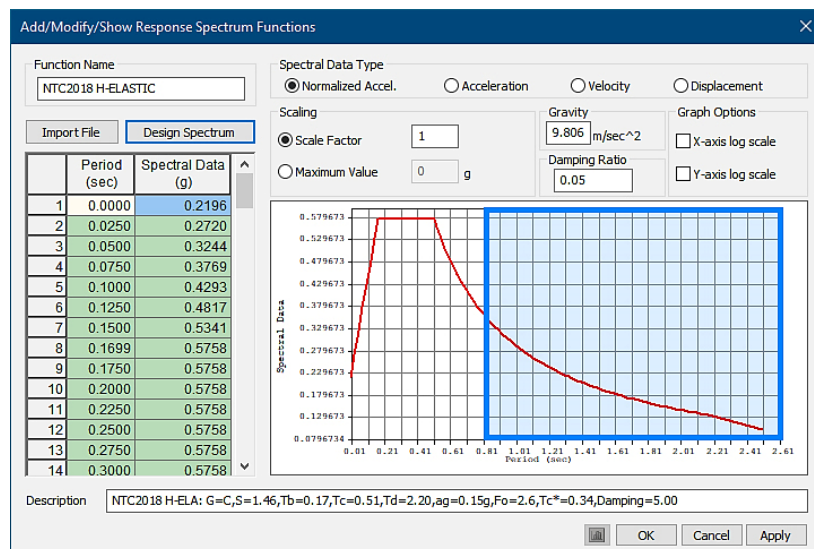 Add/Modify/Show Response Spectrum Functions
Function Name
NTC2018 H-ELASTIC
Import File
Design Spectrum
Period (sec) Spectral Data (g)
1 0.0000 0.2196
2 0.0250 0.2720
3 0.0500 0.3244
4 0.0750 0.3769
5 0.1000 0.4293
6 0.1250 0.4817
7 0.1500 0.5341
8 0.1699 0.5758
9 0.1750 0.5758
10 0.2000 0.5758
11 0.2250 0.5758
12 0.2500 0.5758
13 0.2750 0.5758
14 0.3000 0.5758
Spectral Data Type
Normalized Accel. Acceleration Velocity Displacement
Scaling
Scale Factor 1
Maximum Value 0 g
Gravity
9.806 m/sec^2
Damping Ratio
0.05
Graph Options
X-axis log scale
Y-axis log scale
Spectral Data
0.579673
0.529673
0.479673
0.429673
0.379673
0.329673
0.279673
0.229673
0.179673
0.129673
0.0796734
0.01 0.21 0.41 0.61 0.81 1.01 1.21 1.41 1.61 1.81 2.01 2.21 2.41 2.61
Period (sec)
Description NTC2018 H-ELA: G=C,S=1.46,Tb=0.17,Tc=0.51,Td=2.20,ag=0.15g,Fo=2.6,Tc*=0.34,Damping=5.00
OK Cancel Apply